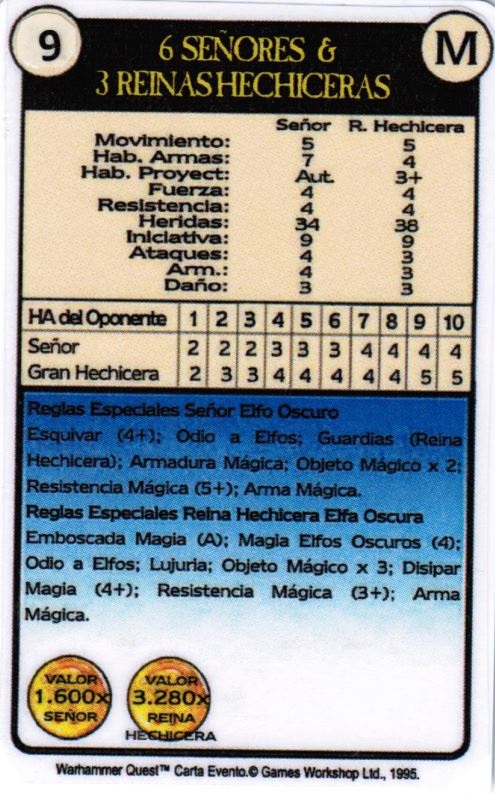 9
M
6 SEÑORES &
3 REINAS HECHICERAS
Señor R. Hechicera
Movimiento: 5 5
Hab. Armas: 7 4
Hab. Proyect: Aut. 3+
Fuerza: 4 4
Resistencia: 4 4
Heridas: 34 38
Iniciativa: 9 9
Ataques: 4 3
Arm.: 4 3
Daño: 3 3
HA del Oponente 1 2 3 4 5 6 7 8 9 10
Señor 2 2 2 3 3 3 4 4 4 4
Gran Hechicera 2 3 3 4 4 4 4 4 5 5
Reglas Especiales Señor Elfo Oscuro
Esquivar (4+); Odio a Elfos; Guardias (Reina
Hechicera); Armadura Mágica; Objeto Mágico x 2;
Resistencia Mágica (5+); Arma Mágica.
Reglas Especiales Reina Hechicera Elfa Oscura
Emboscada Magia (A); Magia Elfos Oscuros (4);
Odio a Elfos; Lujuria; Objeto Mágico x 3; Disipar
Magia (4+); Resistencia Mágica (3+); Arma
Mágica.
VALOR
1.600x
SEÑOR
VALOR
3.280x
REINA
HECHICERA
Warhammer Quest™ Carta Evento.© Games Workshop Ltd., 1995.